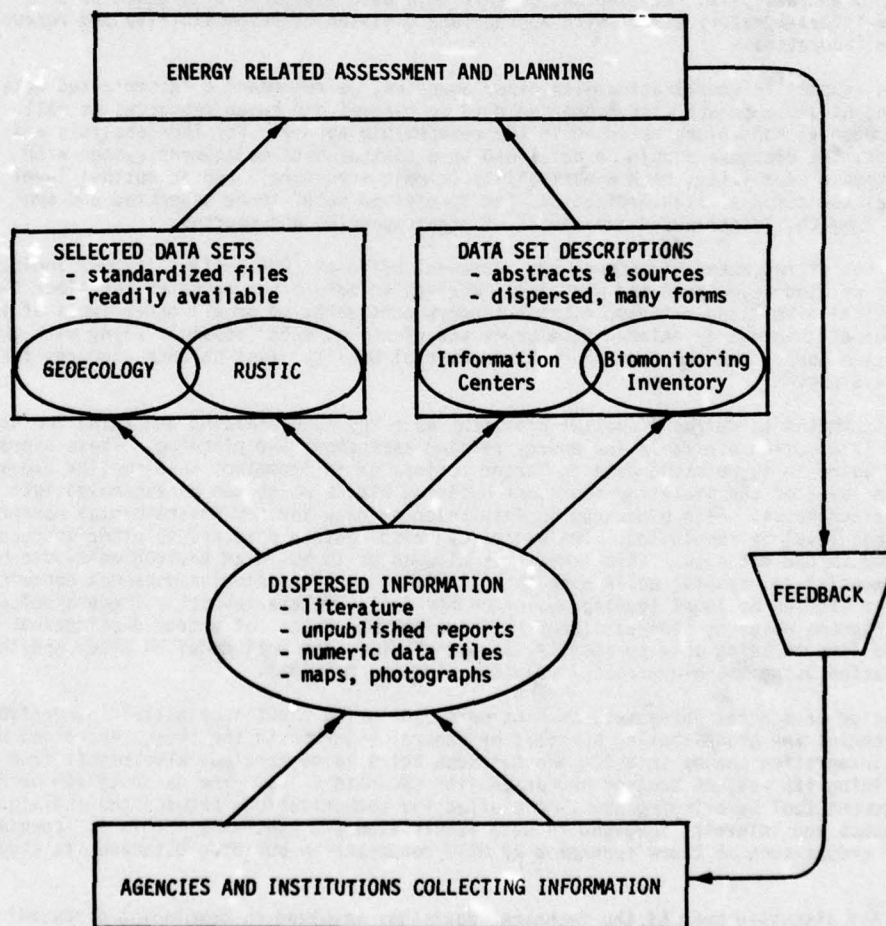 ENERGY RELATED ASSESSMENT AND PLANNING
SELECTED DATA SETS
- standardized files
- readily available
GEOECOLOGY
RUSTIC
DATA SET DESCRIPTIONS
- abstracts & sources
- dispersed, many forms
Information
Centers
Biomonitoring
Inventory
DISPERSED INFORMATION
- literature
- unpublished reports
- numeric data files
- maps, photographs
FEEDBACK
AGENCIES AND INSTITUTIONS COLLECTING INFORMATION